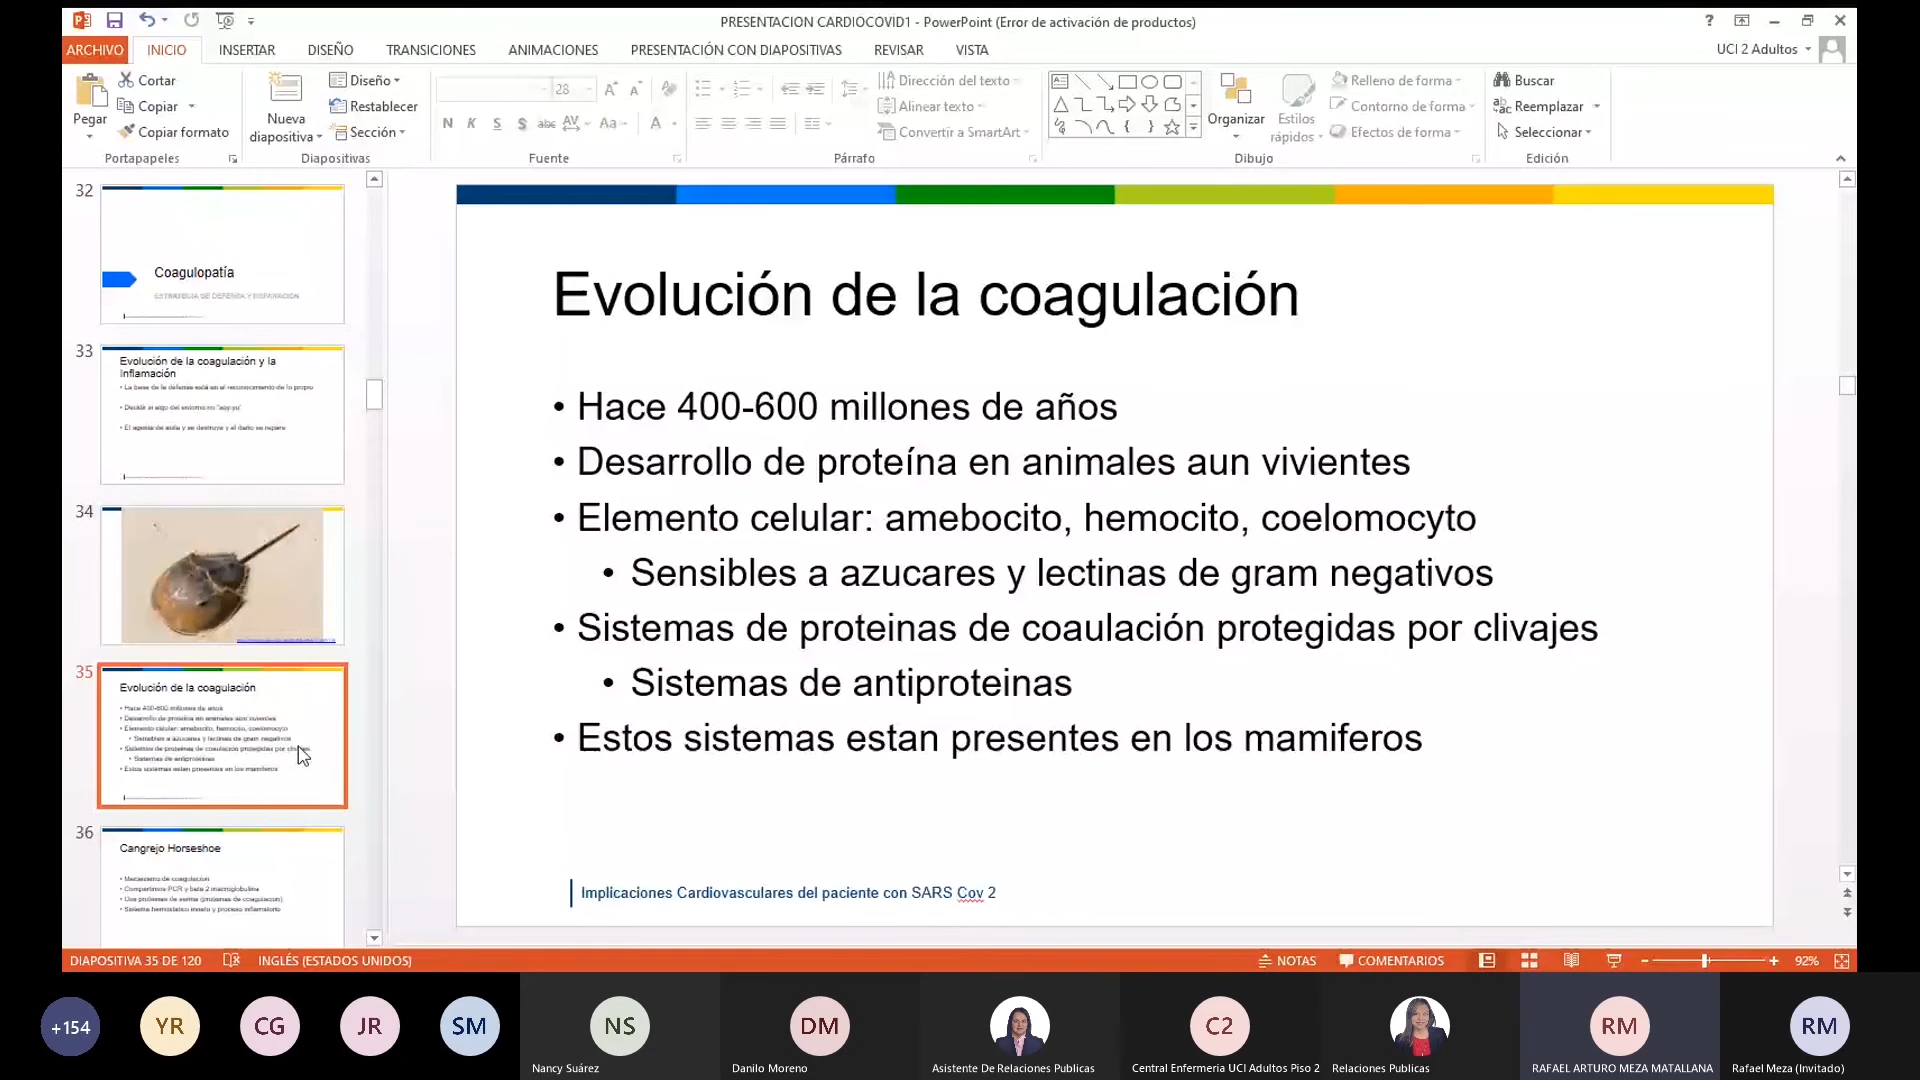 PRESENTACION CARDIOCOVID1 - PowerPoint (Error de activación de productos)
ARCHIVO INICIO INSERTAR DISEÑO TRANSICIONES ANIMACIONES PRESENTACIÓN CON DIAPOSITIVAS REVISAR VISTA UCI 2 Adultos
Pegar
Cortar
Copiar
Copiar formato
Portapapeles
Nueva
diapositiva
Diseño
Restablecer
Sección
Diapositivas
28
N K S S abc AV Aa A
Fuente
Dirección del texto
Alinear texto
Convertir a SmartArt
Párrafo
Organizar
Estilos
rápidos
Relleno de forma
Contorno de forma
Efectos de forma
Dibujo
Buscar
Reemplazar
Seleccionar
Edición
32
Coagulopatía
ESTRATEGIA DE DEFENSA Y REPARACION
33
Evolución de la coagulación y la
Inflamación
La base de la defensa está en el reconocimiento de lo propio
El agente se aisla y se destruye y el daño se repara
34
35
Evolución de la coagulación
Hace 400-600 millones de años
Desarrollo de proteína en animales aun vivientes
Elemento celular: amebocito, hemocito, coelomocyto
Sensibles a azucares y lectinas de gram negativos
Sistemas de proteinas de coaulación protegidas por clivajes
Sistemas de antiproteinas
Estos sistemas estan presentes en los mamiferos
36
Cangrejo Horseshoe
Mecanismo de coagulacion
Compartimos PCR y beta 2 macroglobulina
Usa proteinas de serina (proteinas de coagulacion)
Sistema hemostatico innato y proceso inflamatorio
Evolución de la coagulación
• Hace 400-600 millones de años
• Desarrollo de proteína en animales aun vivientes
• Elemento celular: amebocito, hemocito, coelomocyto
• Sensibles a azucares y lectinas de gram negativos
• Sistemas de proteinas de coaulación protegidas por clivajes
• Sistemas de antiproteinas
• Estos sistemas estan presentes en los mamiferos
Implicaciones Cardiovasculares del paciente con SARS Cov 2
DIAPOSITIVA 35 DE 120 INGLÉS (ESTADOS UNIDOS) NOTAS COMENTARIOS 92%
+154 YR CG JR SM NS DM C2 RM RM
Nancy Suárez Danilo Moreno Asistente De Relaciones Publicas Central Enfermeria UCI Adultos Piso 2 Relaciones Publicas RAFAEL ARTURO MEZA MATALLANA Rafael Meza (Invitado)